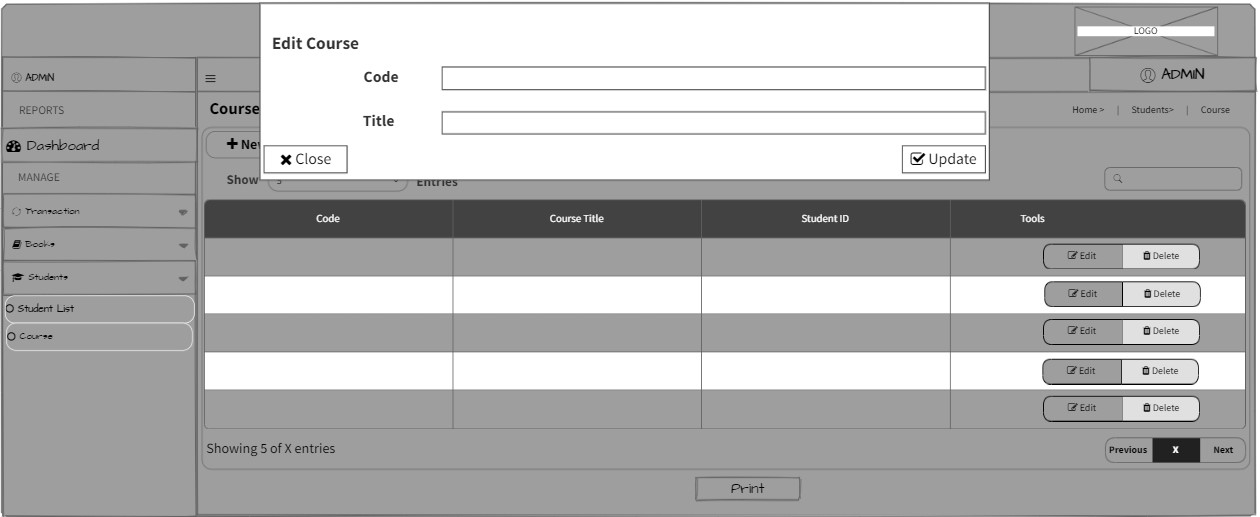 LOGO
Edit Course
Code
Title
Close
Update
ADMIN
ADMIN
REPORTS
Dashboard
MANAGE
Transaction
Books
Students
Student List
Course
Course
Home > | Students> | Course
Show 5 Entries
Code Course Title Student ID Tools
Edit Delete
Edit Delete
Edit Delete
Edit Delete
Edit Delete
Showing 5 of X entries
Previous X Next
Print